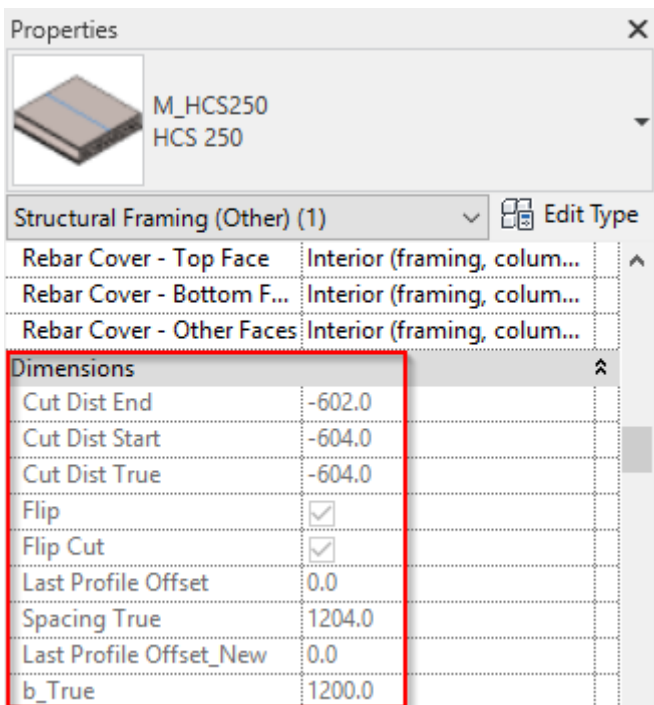 Properties
M_HCS250
HCS 250
Structural Framing (Other) (1)
Edit Type
Rebar Cover - Top Face Interior (framing, colum...
Rebar Cover - Bottom F... Interior (framing, colum...
Rebar Cover - Other Faces Interior (framing, colum...
Dimensions
Cut Dist End -602.0
Cut Dist Start -604.0
Cut Dist True -604.0
Flip
Flip Cut
Last Profile Offset 0.0
Spacing True 1204.0
Last Profile Offset_New 0.0
b_True 1200.0